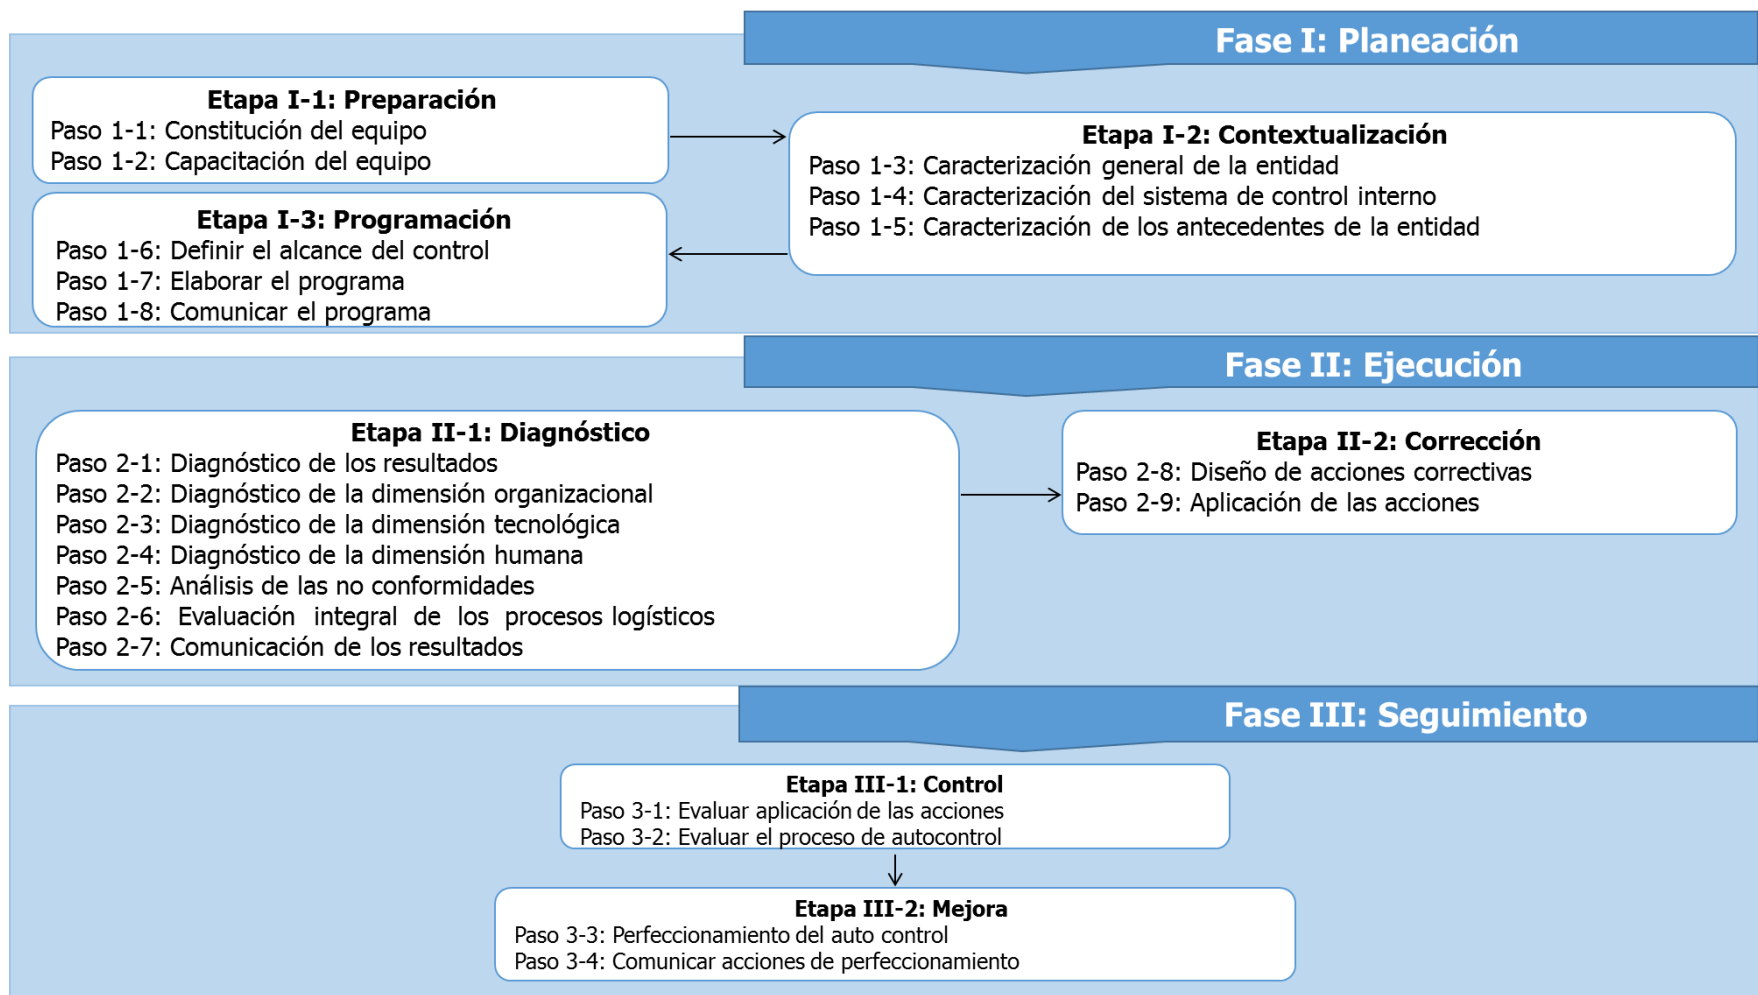 Fase I: Planeación
Etapa I-1: Preparación
Paso 1-1: Constitución del equipo
Paso 1-2: Capacitación del equipo
Etapa I-2: Contextualización
Paso 1-3: Caracterización general de la entidad
Paso 1-4: Caracterización del sistema de control interno
Paso 1-5: Caracterización de los antecedentes de la entidad
Etapa I-3: Programación
Paso 1-6: Definir el alcance del control
Paso 1-7: Elaborar el programa
Paso 1-8: Comunicar el programa
Fase II: Ejecución
Etapa II-1: Diagnóstico
Paso 2-1: Diagnóstico de los resultados
Paso 2-2: Diagnóstico de la dimensión organizacional
Paso 2-3: Diagnóstico de la dimensión tecnológica
Paso 2-4: Diagnóstico de la dimensión humana
Paso 2-5: Análisis de las no conformidades
Paso 2-6: Evaluación integral de los procesos logísticos
Paso 2-7: Comunicación de los resultados
Etapa II-2: Corrección
Paso 2-8: Diseño de acciones correctivas
Paso 2-9: Aplicación de las acciones
Fase III: Seguimiento
Etapa III-1: Control
Paso 3-1: Evaluar aplicación de las acciones
Paso 3-2: Evaluar el proceso de autocontrol
Etapa III-2: Mejora
Paso 3-3: Perfeccionamiento del auto control
Paso 3-4: Comunicar acciones de perfeccionamiento